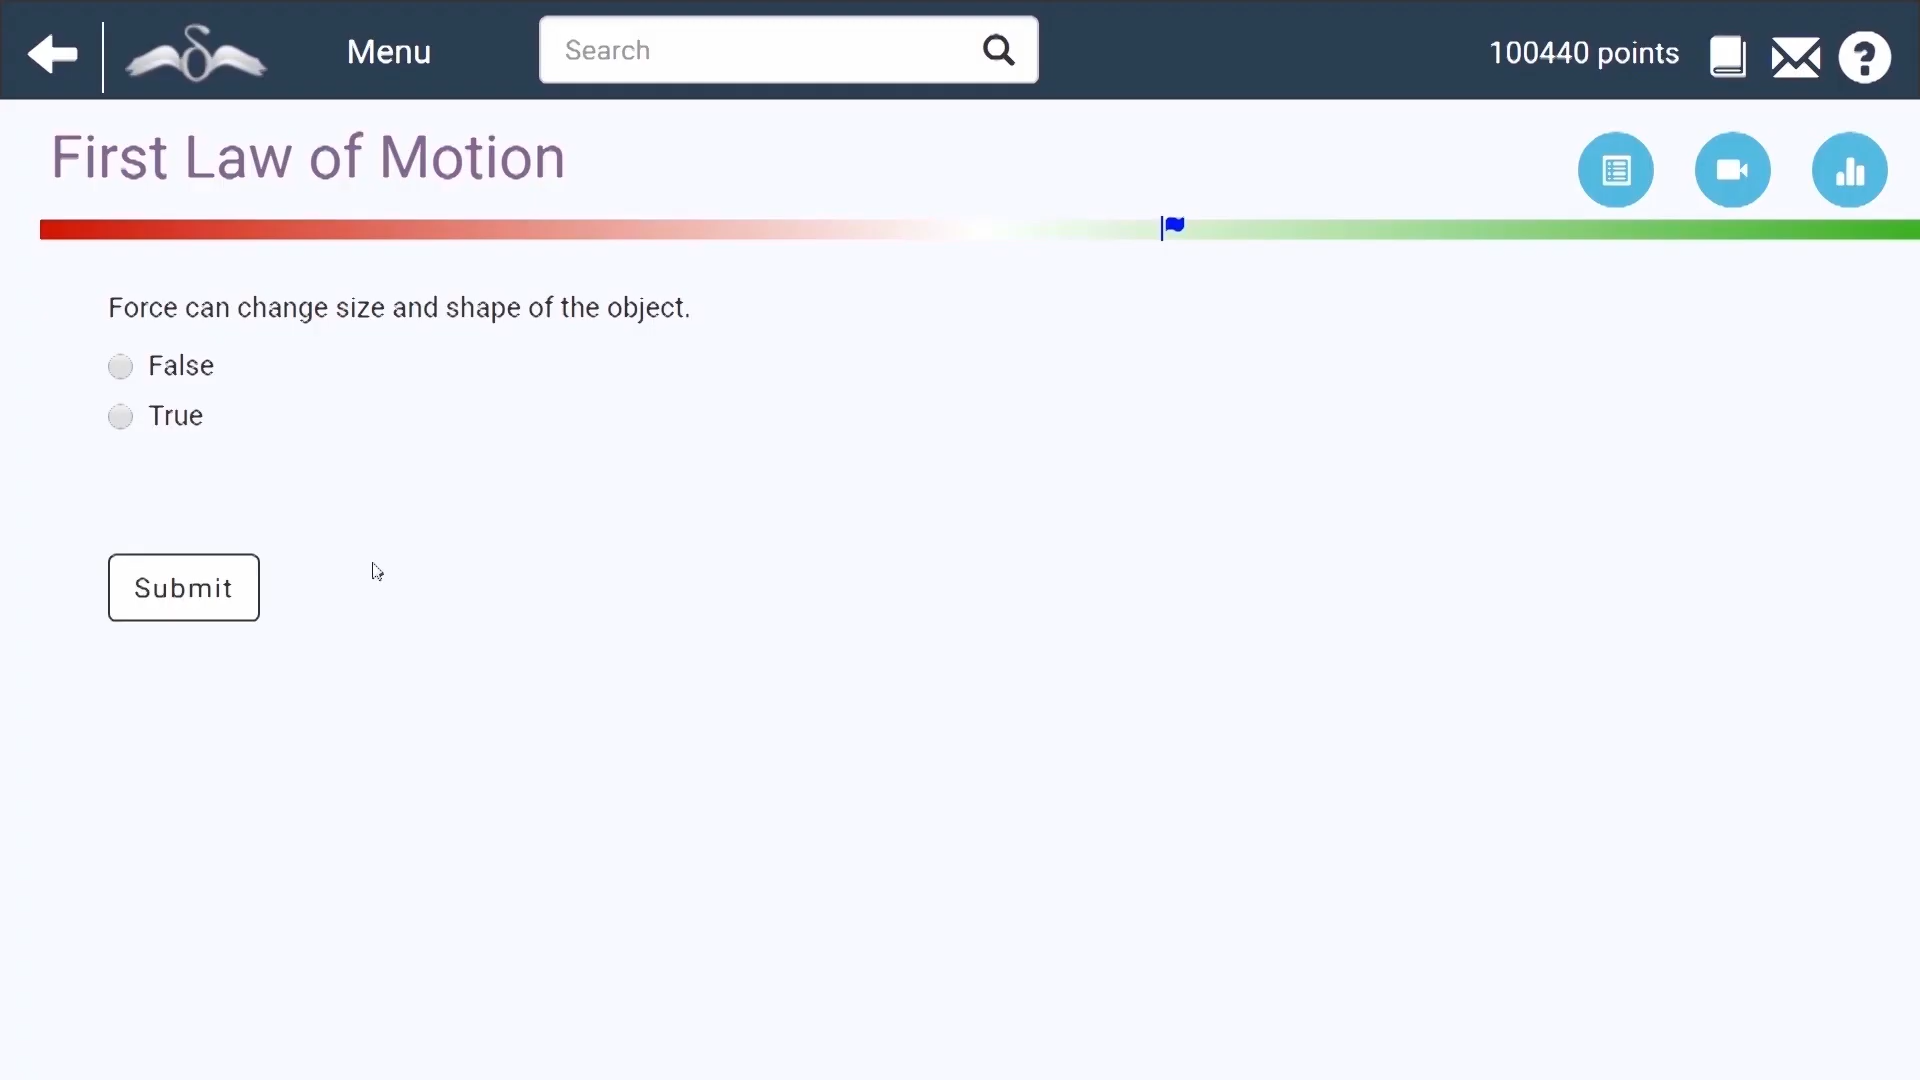 Menu
Search
100440 points
First Law of Motion
Force can change size and shape of the object.
False
True
Submit